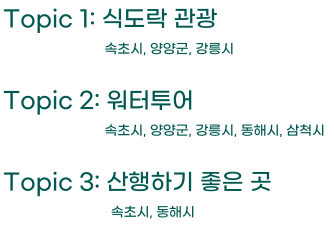 Topic 1: 식도락 관광
속초시, 양양군, 강릉시
Topic 2: 워터투어
속초시, 양양군, 강릉시, 동해시, 삼척시
Topic 3: 산행하기 좋은 곳
속초시, 동해시